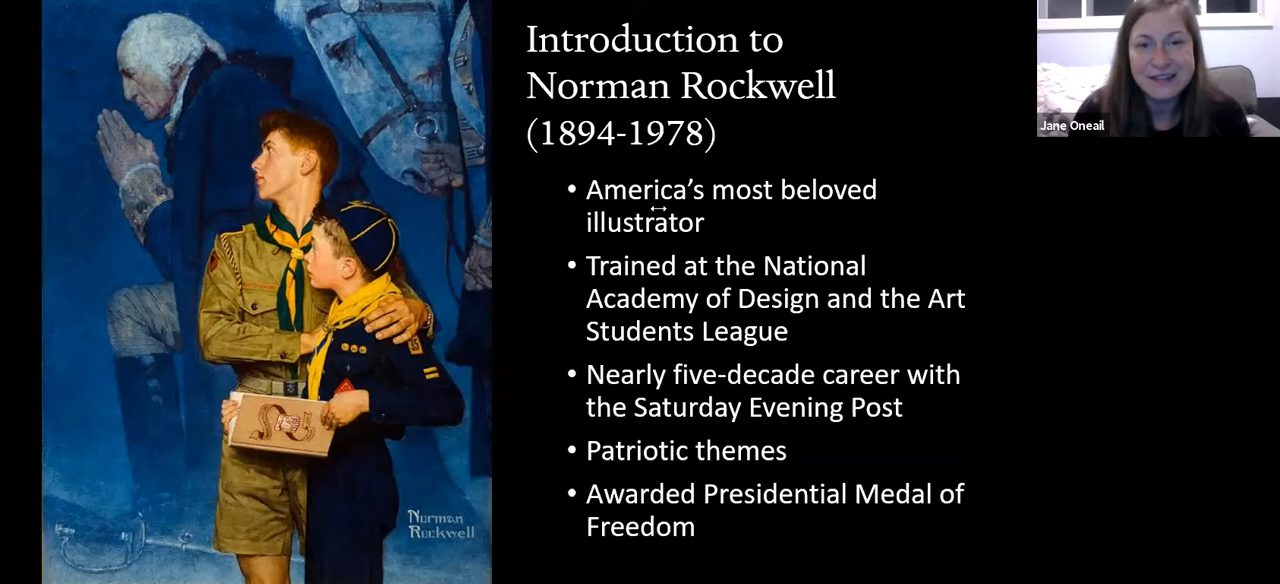 Introduction to
Norman Rockwell
(1894-1978)
• America’s most beloved
illustrator
• Trained at the National
Academy of Design and the Art
Students League
• Nearly five-decade career with
the Saturday Evening Post
• Patriotic themes
• Awarded Presidential Medal of
Freedom
Norman
Rockwell
Jane Oneail